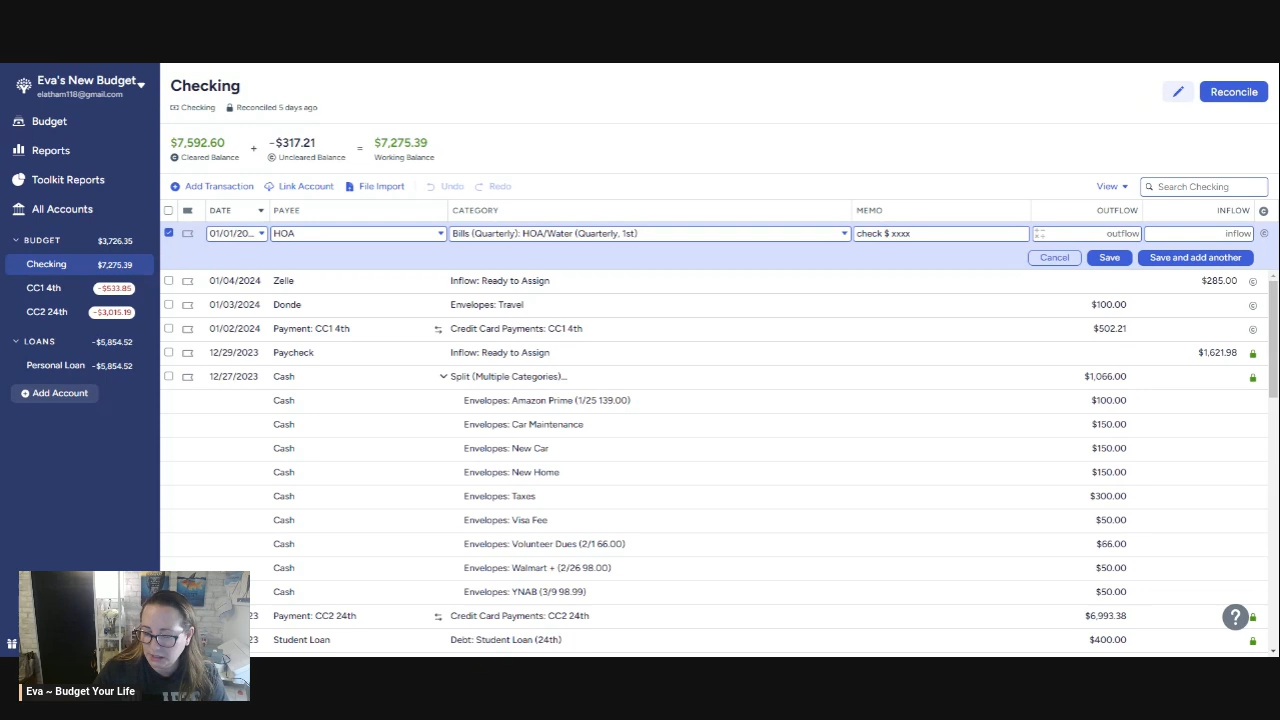 Eva's New Budget
elatham118@gmail.com
Budget
Reports
Toolkit Reports
All Accounts
BUDGET $3,726.35
Checking $7,275.39
CC1 4th -$533.85
CC2 24th -$3,015.19
LOANS -$5,854.52
Personal Loan -$5,854.52
Add Account
Checking
Checking Reconciled 5 days ago
Reconcile
$7,592.60 + -$317.21 = $7,275.39
Cleared Balance Uncleared Balance Working Balance
Add Transaction Link Account File Import Undo Redo View Search Checking
DATE PAYEE CATEGORY MEMO OUTFLOW INFLOW
01/01/20... HOA Bills (Quarterly): HOA/Water (Quarterly, 1st) check $ xxxx outflow inflow
Cancel Save Save and add another
01/04/2024 Zelle Inflow: Ready to Assign $285.00
01/03/2024 Donde Envelopes: Travel $100.00
01/02/2024 Payment: CC1 4th Credit Card Payments: CC1 4th $502.21
12/29/2023 Paycheck Inflow: Ready to Assign $1,621.98
12/27/2023 Cash Split (Multiple Categories)... $1,066.00
Cash Envelopes: Amazon Prime (1/25 139.00) $100.00
Cash Envelopes: Car Maintenance $150.00
Cash Envelopes: New Car $150.00
Cash Envelopes: New Home $150.00
Cash Envelopes: Taxes $300.00
Cash Envelopes: Visa Fee $50.00
Cash Envelopes: Volunteer Dues (2/1 66.00) $66.00
Cash Envelopes: Walmart + (2/26 98.00) $50.00
Cash Envelopes: YNAB (3/9 98.99) $50.00
23 Payment: CC2 24th Credit Card Payments: CC2 24th $6,993.38
23 Student Loan Debt: Student Loan (24th) $400.00
Eva ~ Budget Your Life